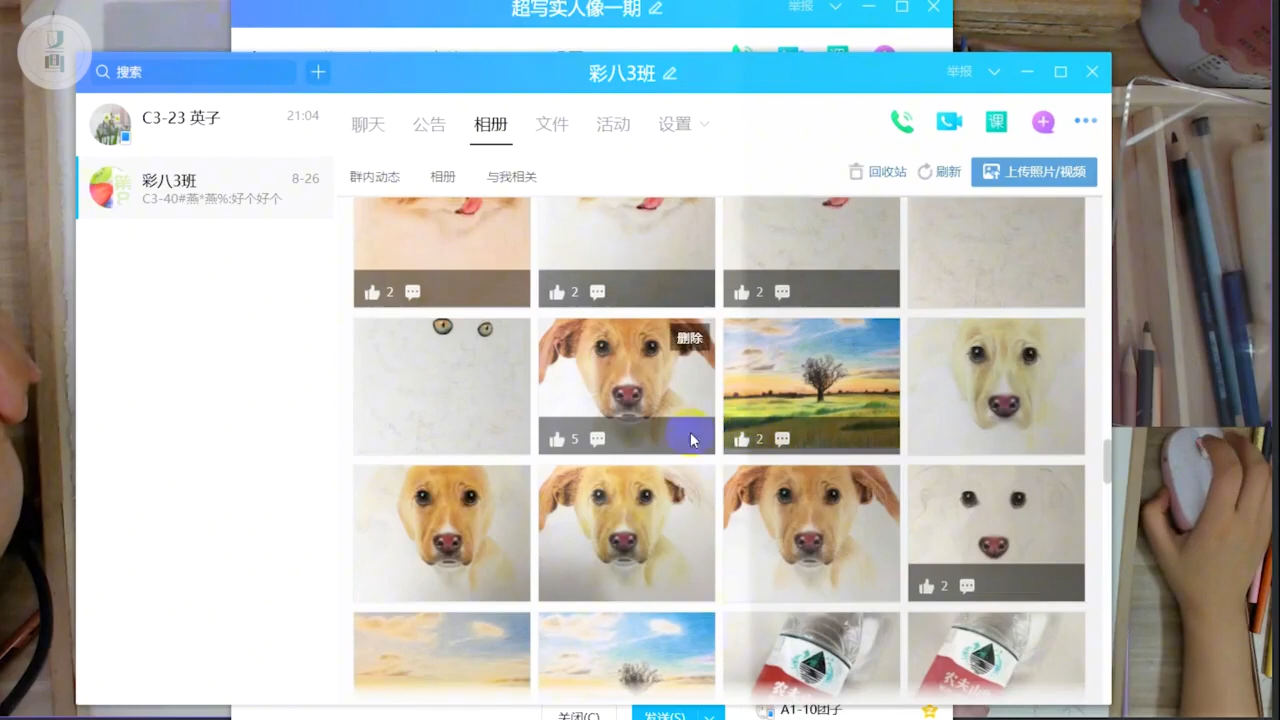 超写实人像一期
举报
搜索
彩八3班
举报
C3-23 英子
21:04
聊天
公告
相册
文件
活动
设置
课
彩八3班
8-26
C3-40#燕*燕%:好个好个
群内动态
相册
与我相关
回收站
刷新
上传照片/视频
2
2
2
删除
5
2
2
农夫山
关闭(C)
发送(S)
A1-10团子